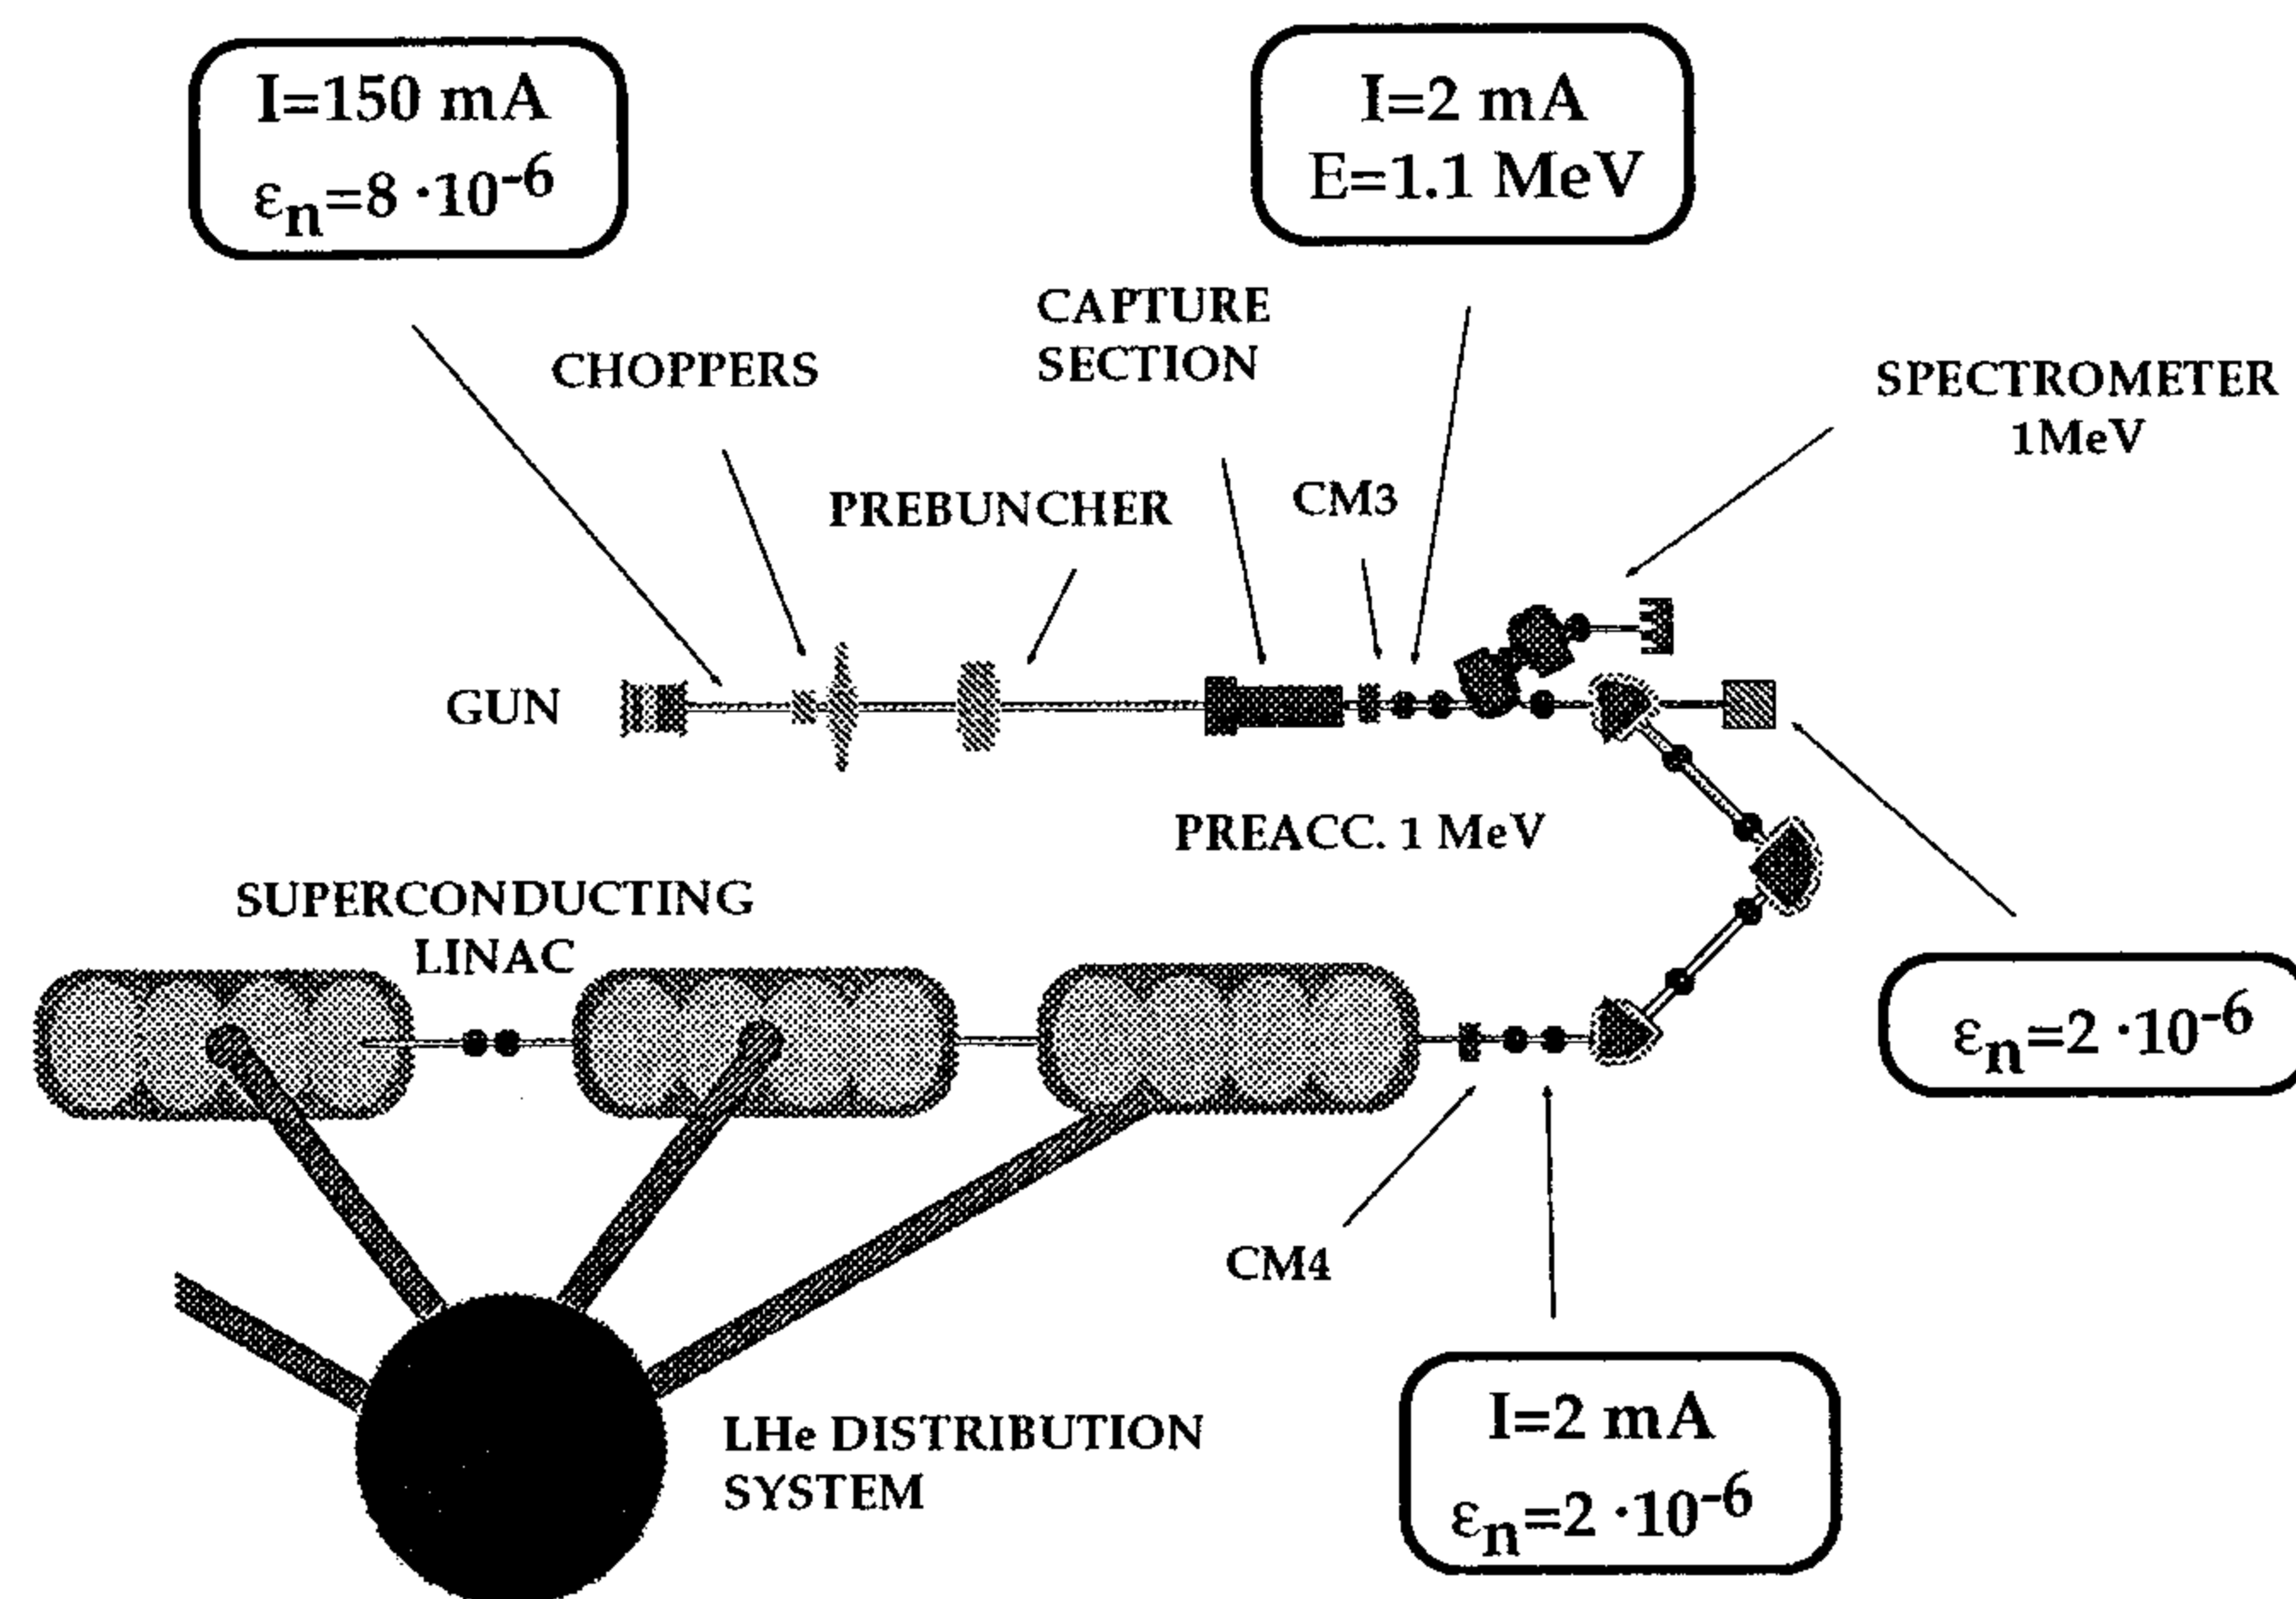 I=150 mA
εn=8 ·10-6
I=2 mA
E=1.1 MeV
CAPTURE
SECTION
CHOPPERS
SPECTROMETER
1MeV
PREBUNCHER
CM3
GUN
PREACC. 1 MeV
SUPERCONDUCTING
LINAC
εn=2 ·10-6
CM4
I=2 mA
εn=2 ·10-6
LHe DISTRIBUTION
SYSTEM